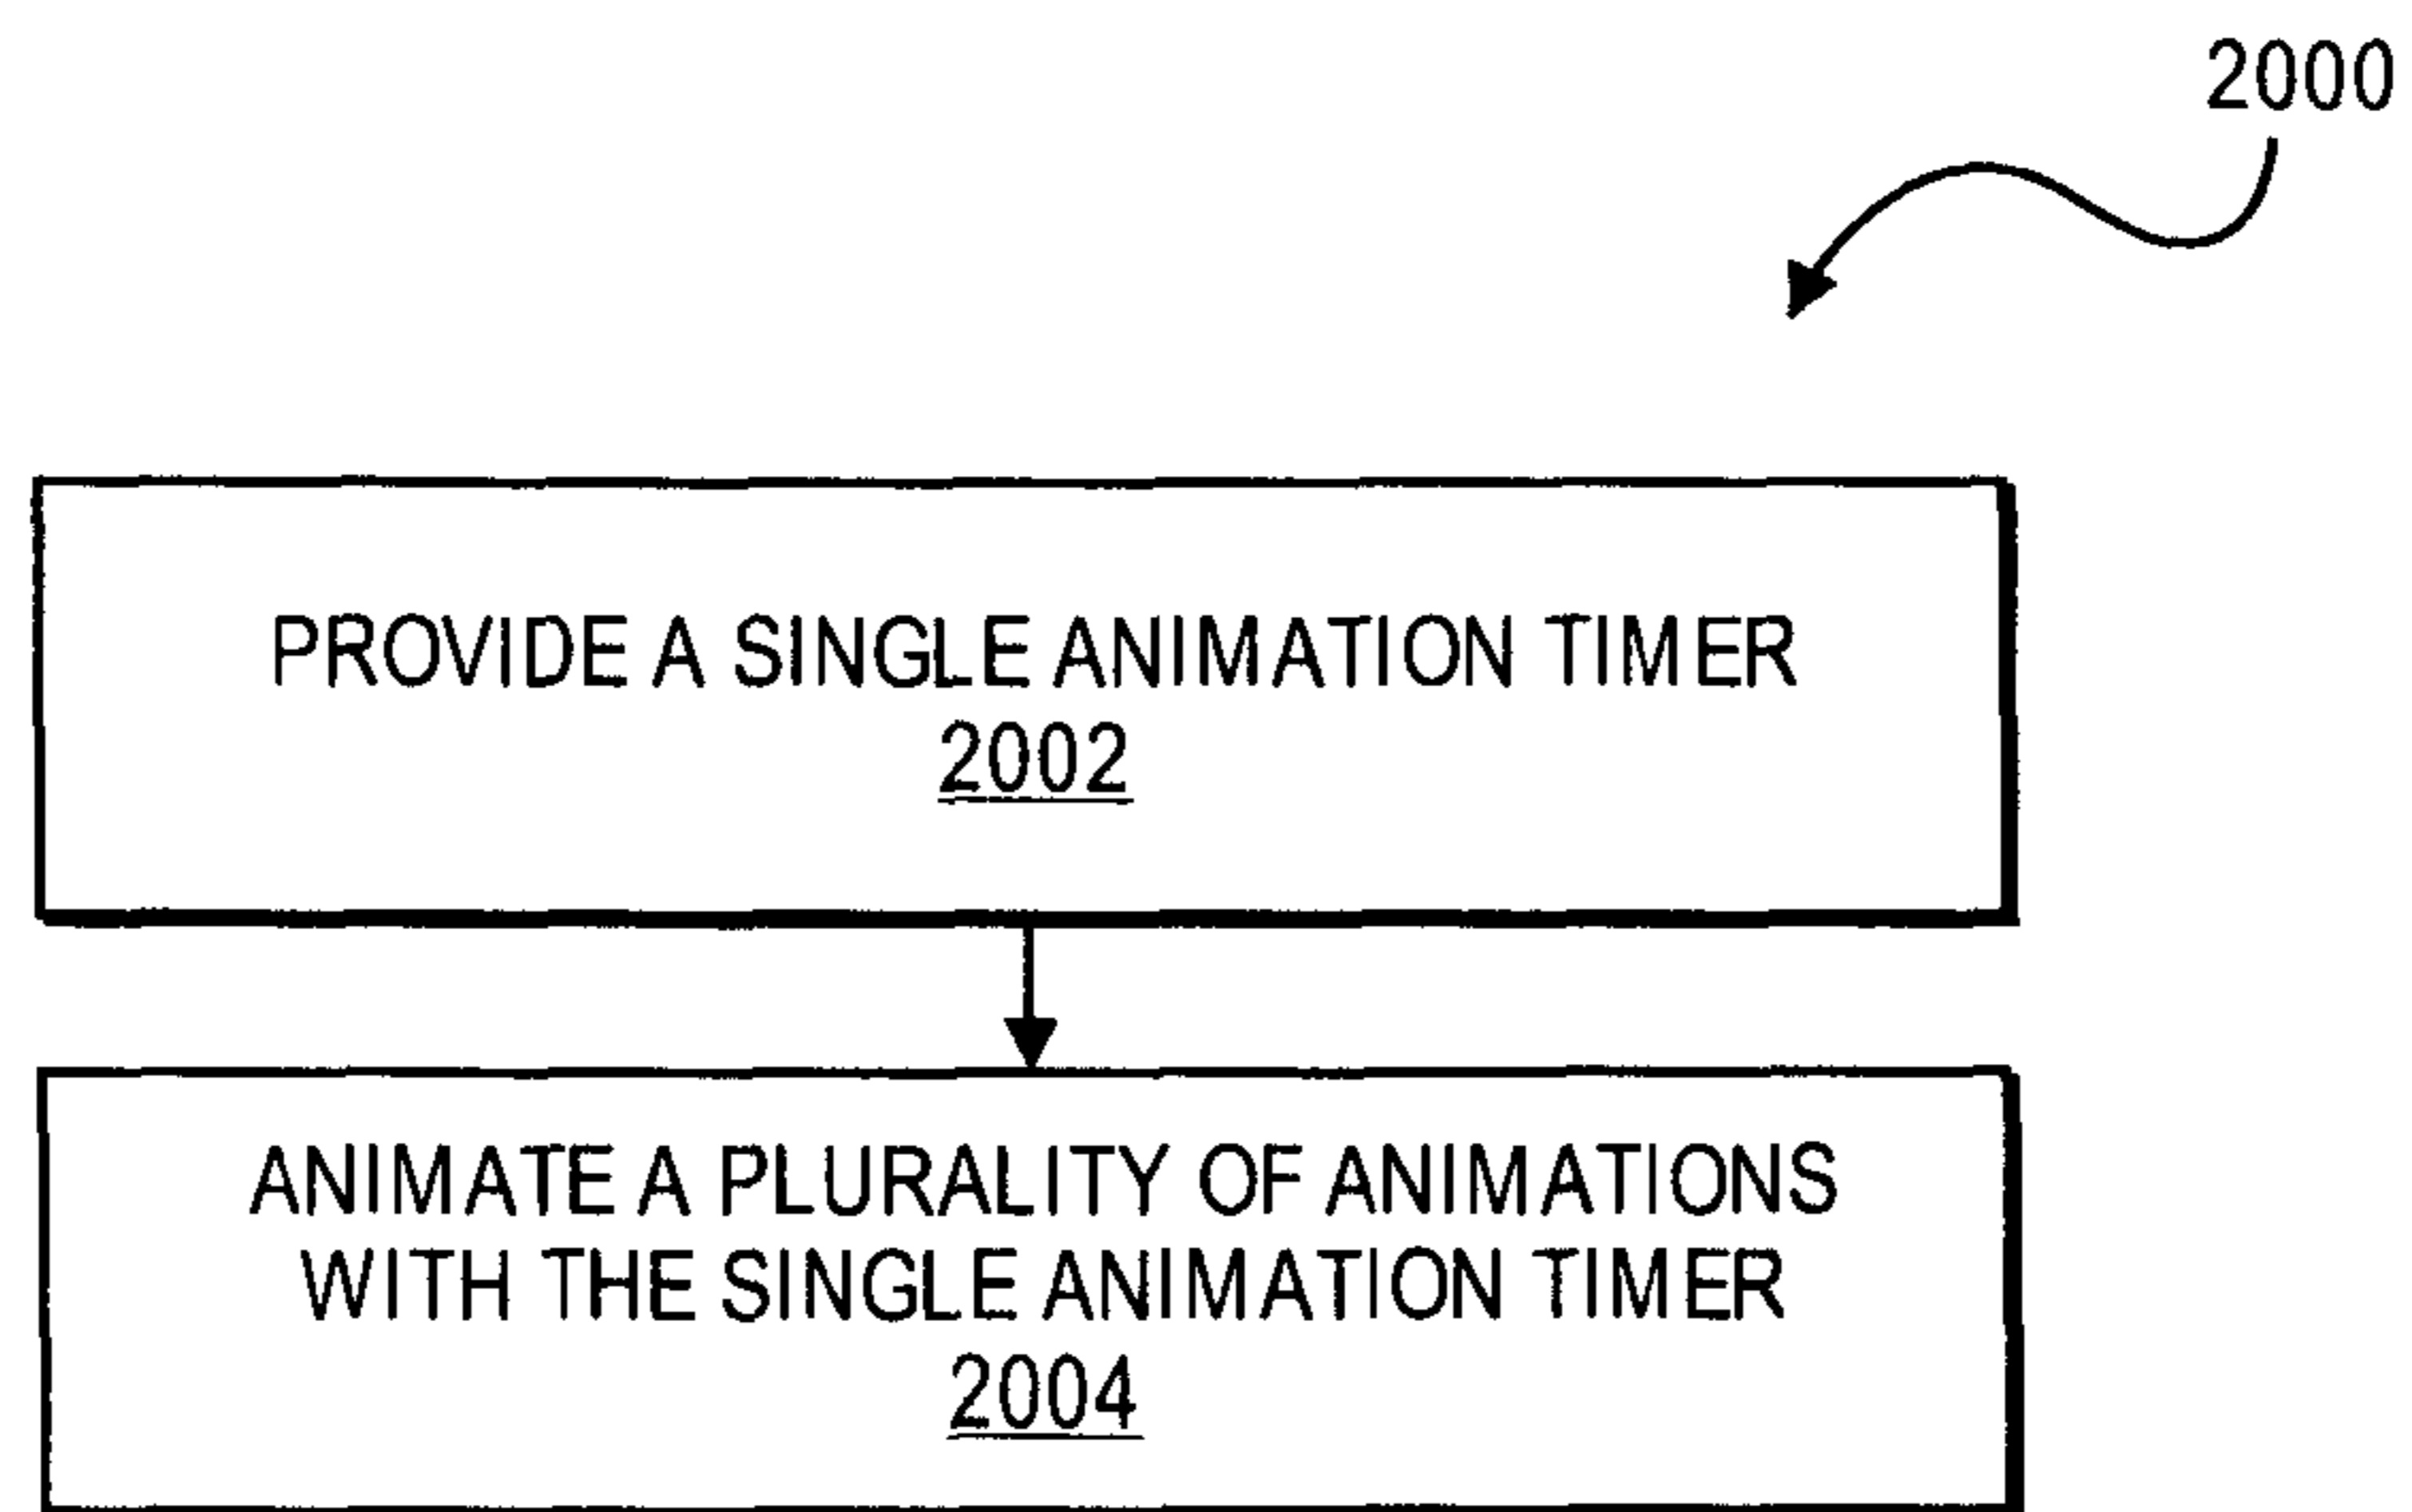 2000
PROVIDE A SINGLE ANIMATION TIMER
2002
ANIMATE A PLURALITY OF ANIMATIONS
WITH THE SINGLE ANIMATION TIMER
2004